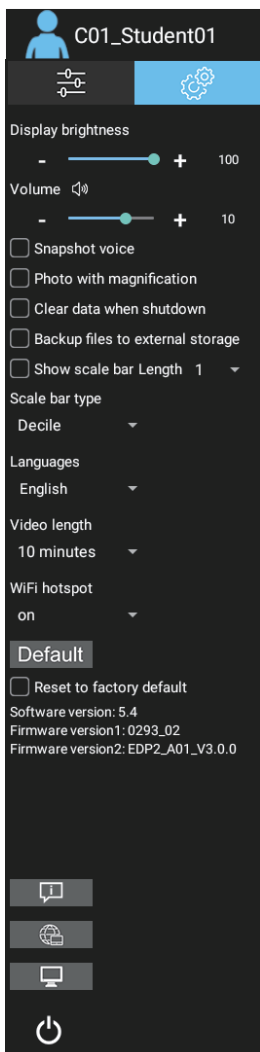 C01_Student01
Display brightness
- + 100
Volume
- + 10
Snapshot voice
Photo with magnification
Clear data when shutdown
Backup files to external storage
Show scale bar Length 1
Scale bar type
Decile
Languages
English
Video length
10 minutes
WiFi hotspot
on
Default
Reset to factory default
Software version: 5.4
Firmware version1: 0293_02
Firmware version2: EDP2_A01_V3.0.0